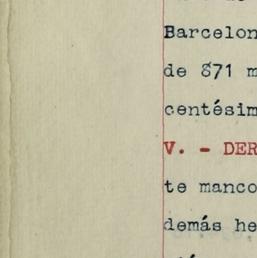 Barcelon
de 871 m
centésim
V. - DER
te manco
demás he